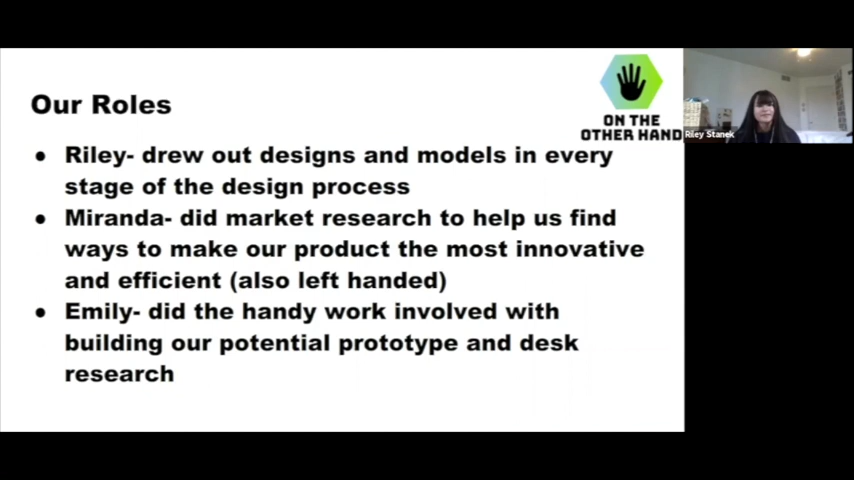 Our Roles
ON THE
OTHER HAND
Riley Stanek
● Riley- drew out designs and models in every
stage of the design process
● Miranda- did market research to help us find
ways to make our product the most innovative
and efficient (also left handed)
● Emily- did the handy work involved with
building our potential prototype and desk
research